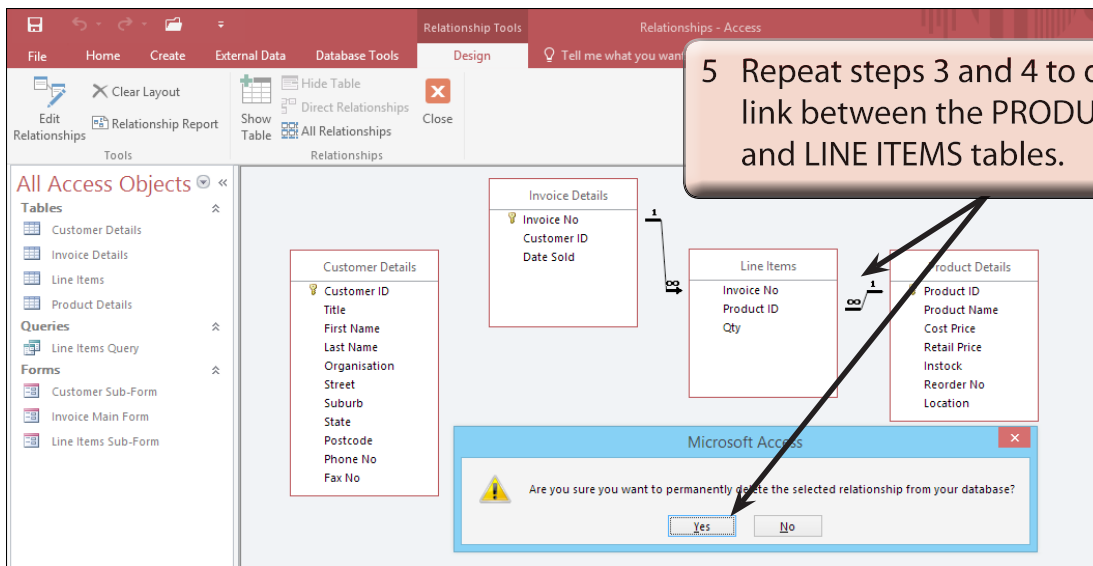 Relationship Tools
Relationships - Access
File Home Create External Data Database Tools Design Tell me what you want
Edit Relationships
Clear Layout
Relationship Report
Tools
Show Table
Hide Table
Direct Relationships
All Relationships
Relationships
Close
5 Repeat steps 3 and 4 to
link between the
and LINE ITEMS tables.
All Access Objects
Tables
Customer Details
Invoice Details
Line Items
Product Details
Queries
Line Items Query
Forms
Customer Sub-Form
Invoice Main Form
Line Items Sub-Form
Customer Details
Customer ID
Title
First Name
Last Name
Organisation
Street
Suburb
State
Postcode
Phone No
Fax No
Invoice Details
Invoice No
Customer ID
Date Sold
1
∞
Line Items
Invoice No
Product ID
Qty
∞
1
Product Details
Product ID
Product Name
Cost Price
Retail Price
Instock
Reorder No
Location
Microsoft Access
Are you sure you want to permanently delete the selected relationship from your database?
Yes No